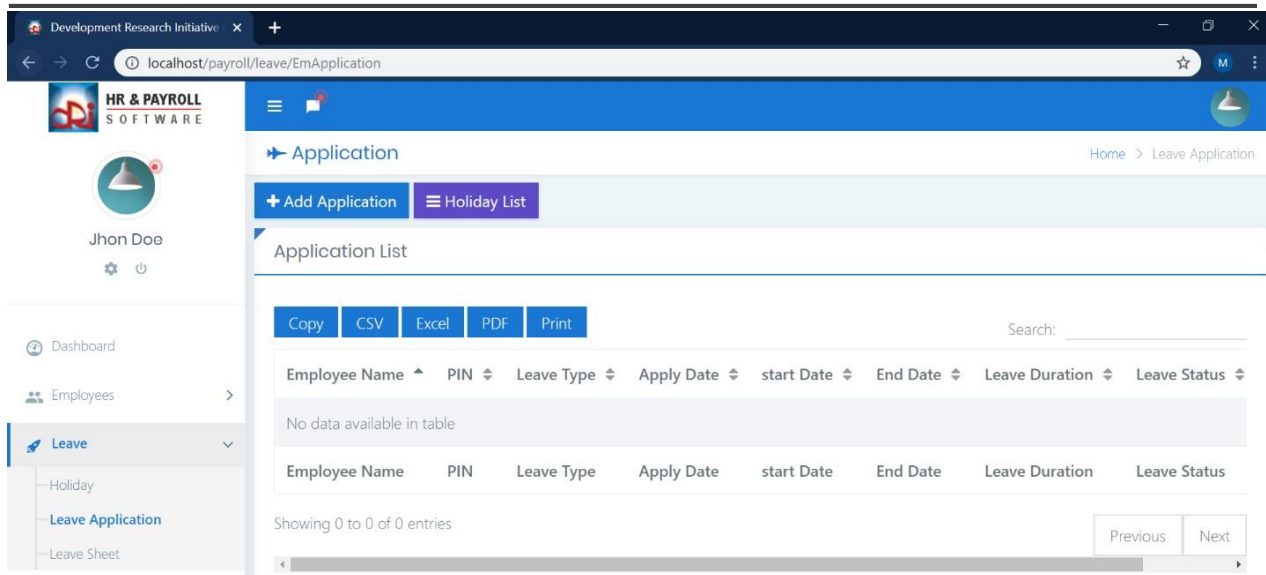 Development Research Initiative
localhost/payroll/leave/EmApplication
M
DRi
HR & PAYROLL
SOFTWARE
Jhon Doe
Dashboard
Employees
Leave
Holiday
Leave Application
Leave Sheet
Application
Home > Leave Application
+ Add Application
Holiday List
Application List
Copy CSV Excel PDF Print
Search:
Employee Name PIN Leave Type Apply Date start Date End Date Leave Duration Leave Status
No data available in table
Employee Name PIN Leave Type Apply Date start Date End Date Leave Duration Leave Status
Showing 0 to 0 of 0 entries
Previous Next